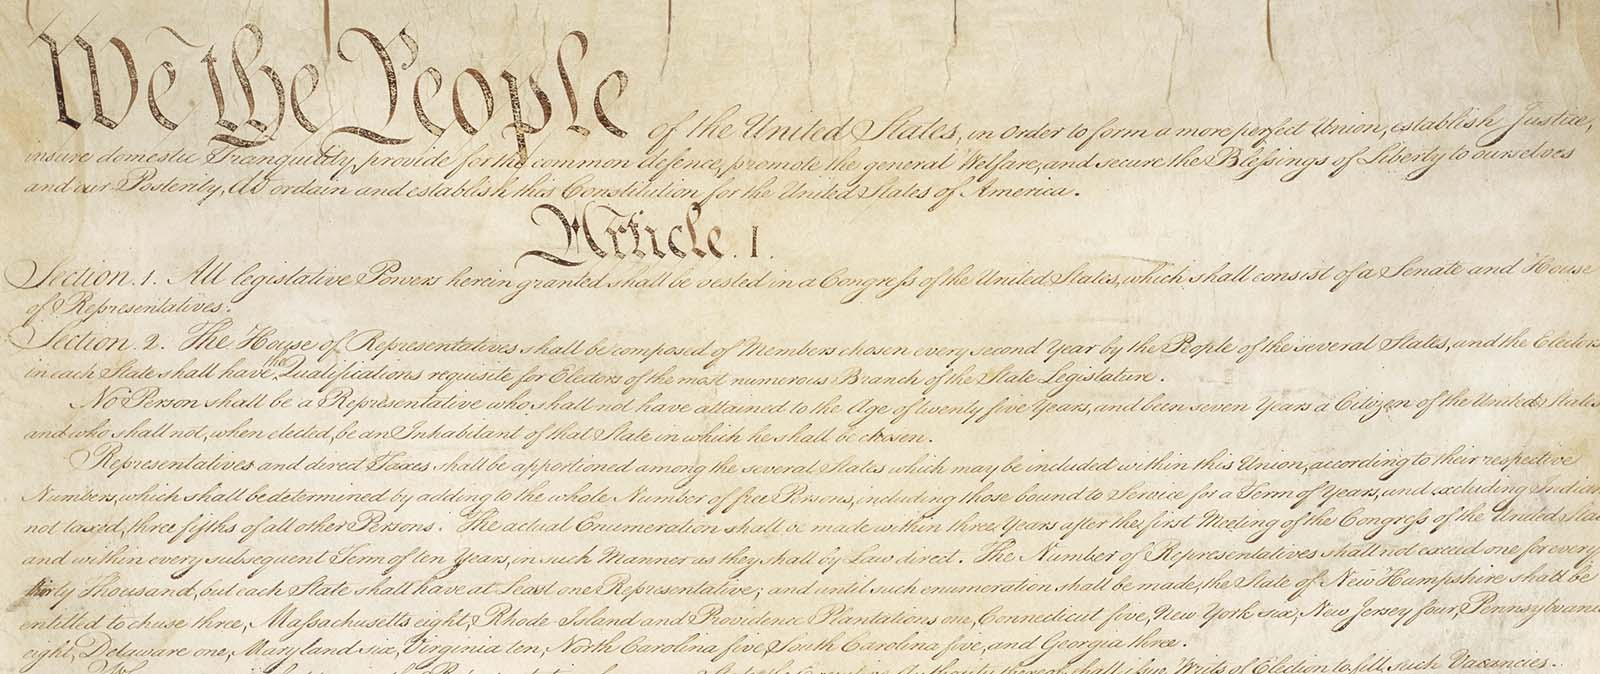 We the People of the United States, in Order to form a more perfect Union, establish Justice,
insure domestic Tranquility, provide for the common defence, promote the general Welfare, and secure the Blessings of Liberty to ourselves
and our Posterity, do ordain and establish this Constitution for the United States of America.
Article. I.
Section. 1. All legislative Powers herein granted shall be vested in a Congress of the United States, which shall consist of a Senate and House
of Representatives.
Section. 2. The House of Representatives shall be composed of Members chosen every second Year by the People of the several States, and the Electors
in each State shall have the Qualifications requisite for Electors of the most numerous Branch of the State Legislature.
No Person shall be a Representative who shall not have attained to the Age of twenty five Years, and been seven Years a Citizen of the United States,
and who shall not, when elected, be an Inhabitant of that State in which he shall be chosen.
Representatives and direct Taxes shall be apportioned among the several States which may be included within this Union, according to their respective
Numbers, which shall be determined by adding to the whole Number of free Persons, including those bound to Service for a Term of Years, and excluding Indian
not taxed, three fifths of all other Persons. The actual Enumeration shall be made within three Years after the first Meeting of the Congress of the United Stat
and within every subsequent Term of ten Years, in such Manner as they shall by Law direct. The Number of Representatives shall not exceed one for every
thirty Thousand, but each State shall have at Least one Representative; and until such enumeration shall be made, the State of New Hampshire shall be
entitled to chuse three, Massachusetts eight, Rhode-Island and Providence Plantations one, Connecticut five, New York six, New Jersey four, Pennsylvani
eight, Delaware one, Maryland six, Virginia ten, North Carolina five, South Carolina five, and Georgia three.
Authority thereof shall issue Writs of Election to fill such Vacancies.